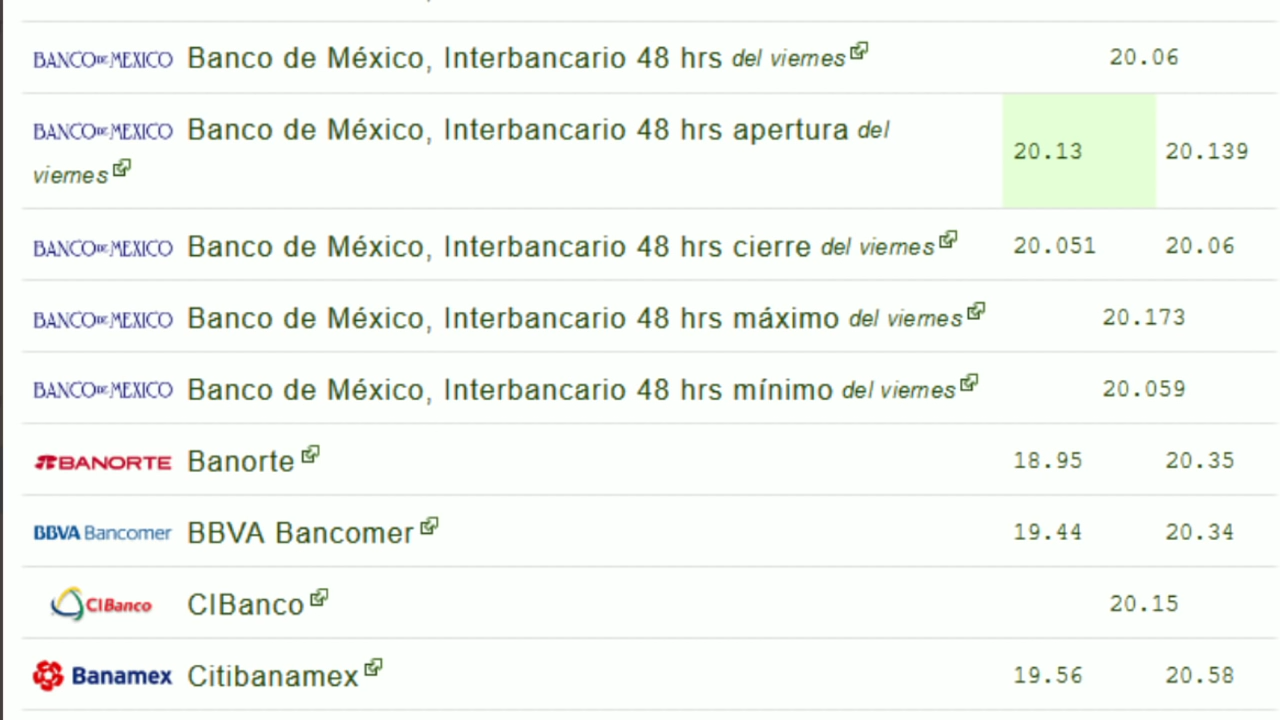 BANCO DE MEXICO Banco de México, Interbancario 48 hrs del viernes 20.06
BANCO DE MEXICO Banco de México, Interbancario 48 hrs apertura del
viernes 20.13 20.139
BANCO DE MEXICO Banco de México, Interbancario 48 hrs cierre del viernes 20.051 20.06
BANCO DE MEXICO Banco de México, Interbancario 48 hrs máximo del viernes 20.173
BANCO DE MEXICO Banco de México, Interbancario 48 hrs mínimo del viernes 20.059
BANORTE Banorte 18.95 20.35
BBVA Bancomer BBVA Bancomer 19.44 20.34
CIBanco CIBanco 20.15
Banamex Citibanamex 19.56 20.58